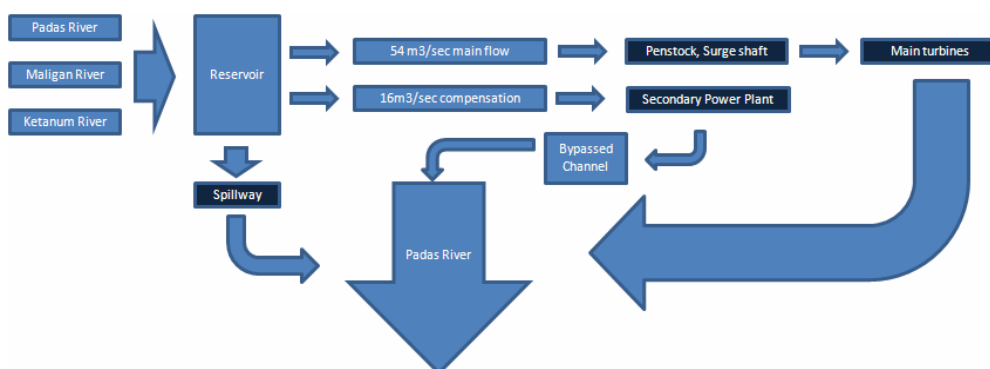 Padas River
Maligan River
Ketanum River
Reservoir
54 m3/sec main flow
Penstock, Surge shaft
Main turbines
16m3/sec compensation
Secondary Power Plant
Bypassed
Channel
Spillway
Padas River